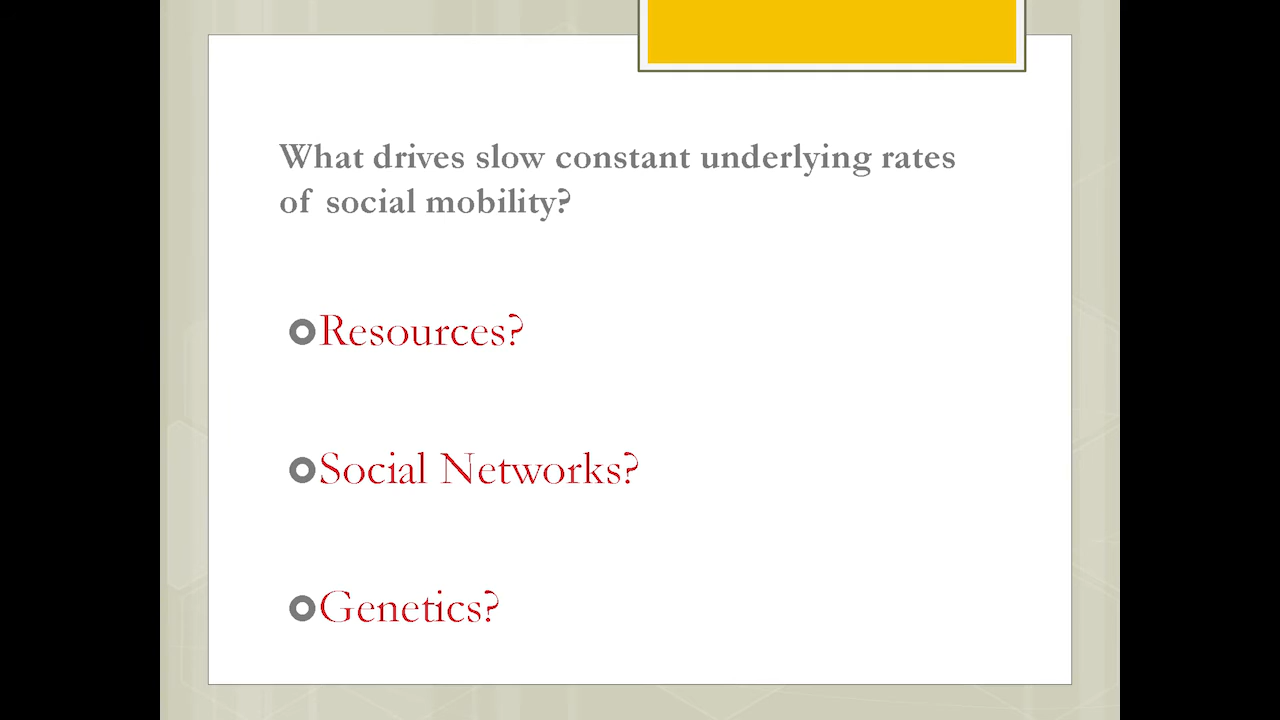 What drives slow constant underlying rates
of social mobility?
Resources?
Social Networks?
Genetics?